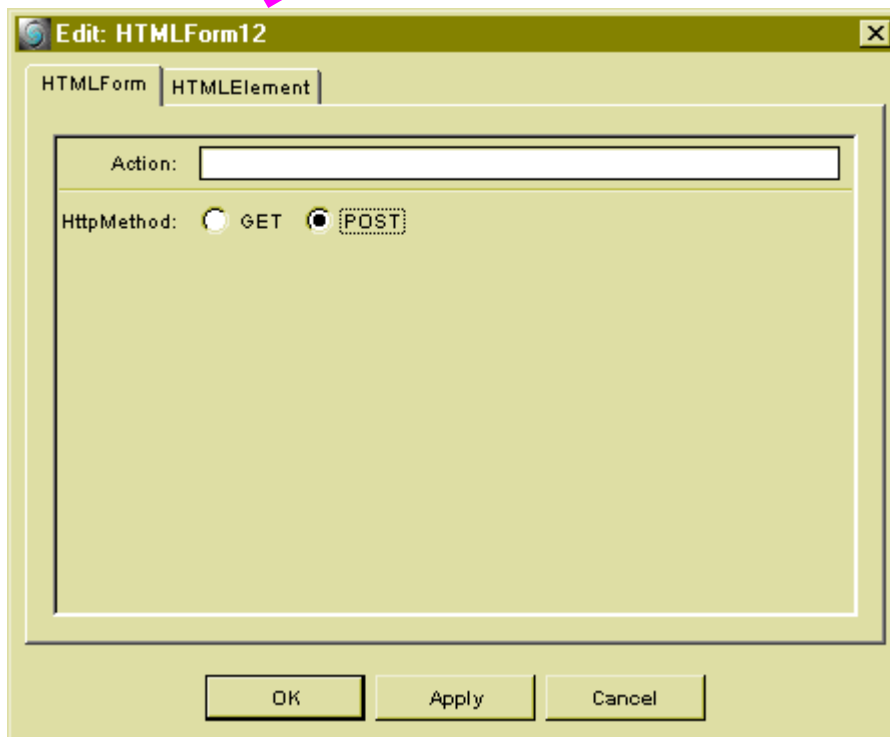 Edit: HTMLForm12
HTMLForm HTMLElement
Action:
HttpMethod: GET POST
OK Apply Cancel